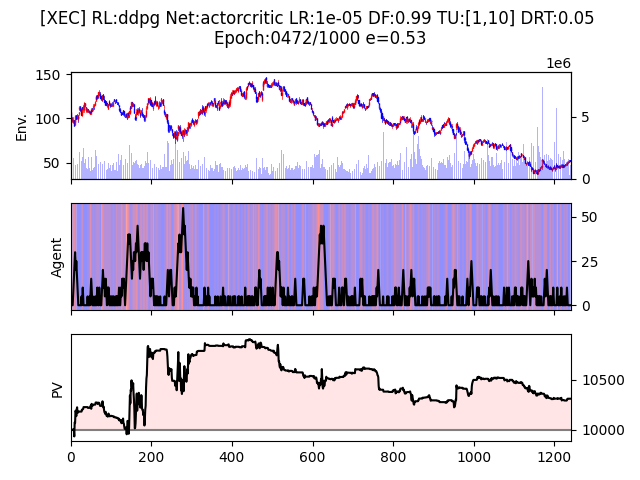 [XEC] RL:ddpg Net:actorcritic LR:1e-05 DF:0.99 TU:[1,10] DRT:0.05
Epoch:0472/1000 e=0.53
1e6
150
100
50
Env.
5
0
Agent
50
25
0
PV
10500
10000
0 200 400 600 800 1000 1200